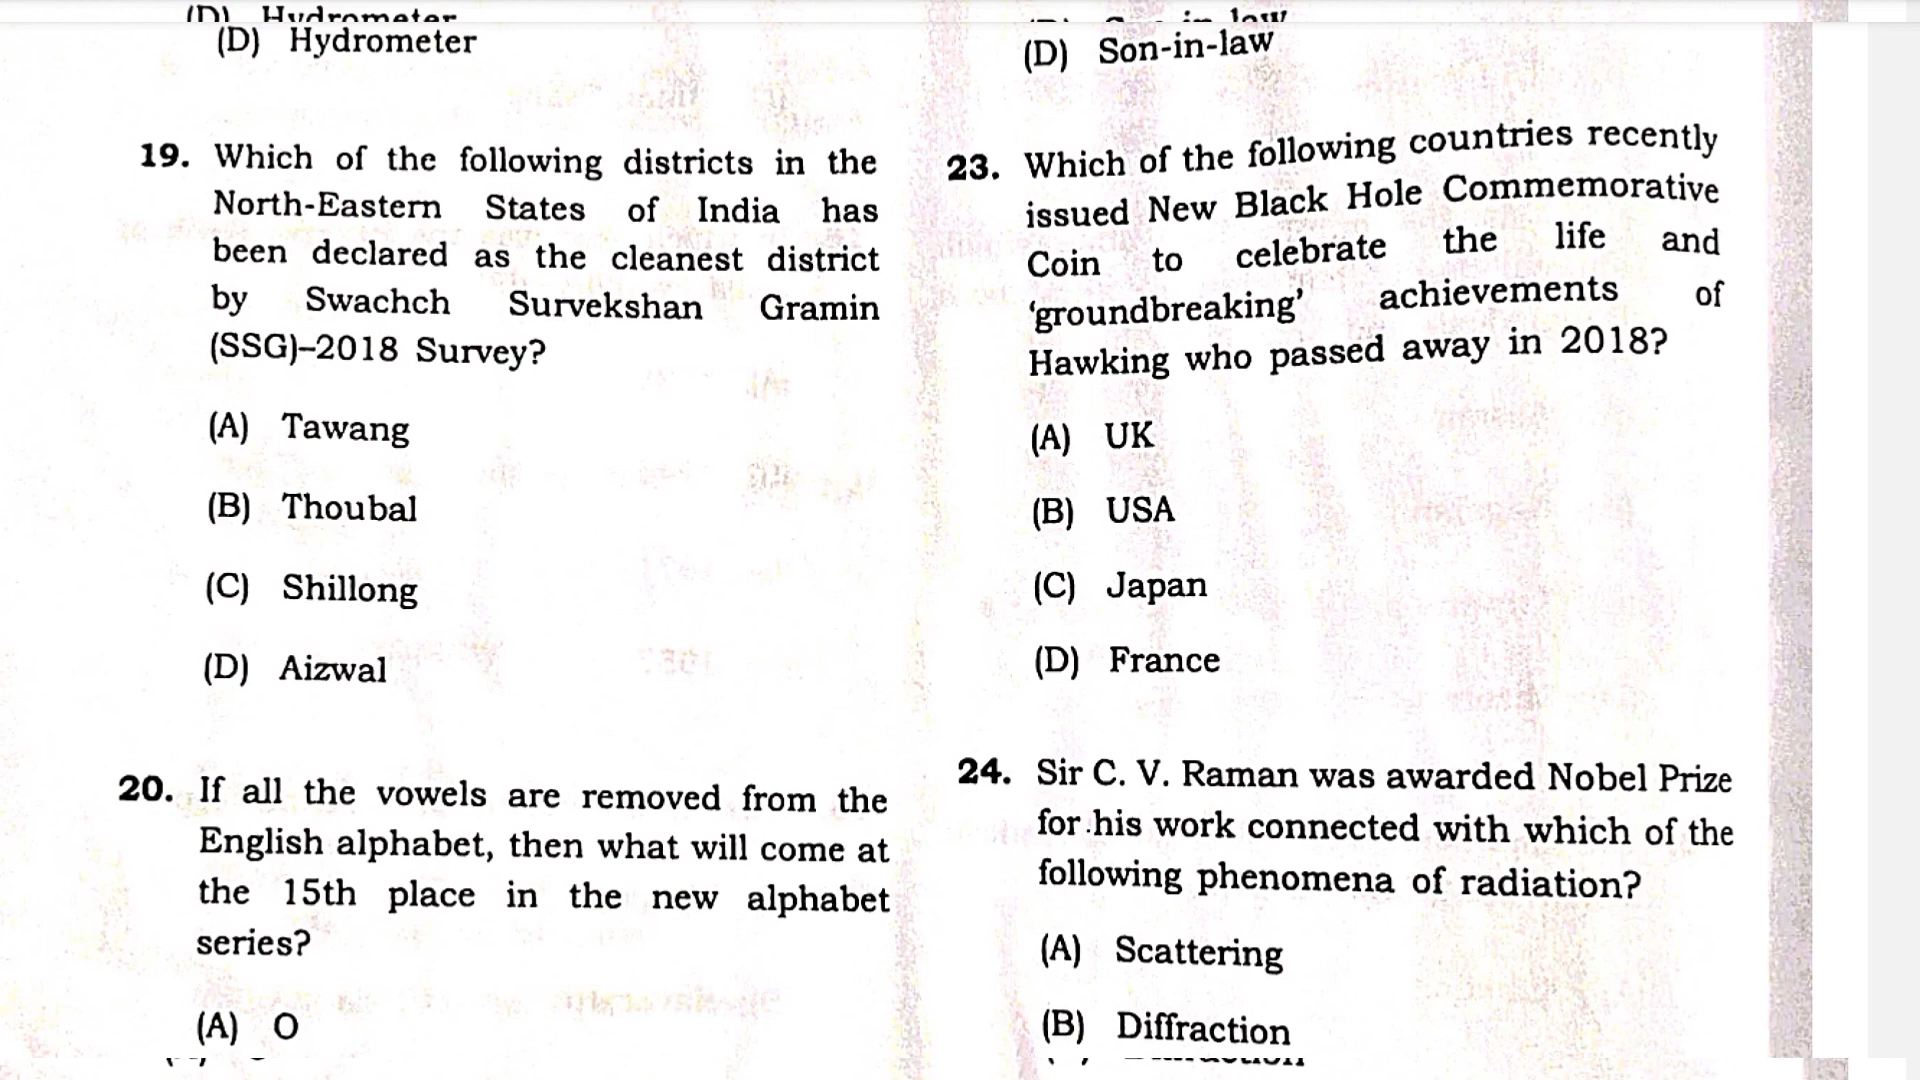 (D) Hydrometer
(D) Hydrometer
19. Which of the following districts in the
North-Eastern States of India has
been declared as the cleanest district
by Swachch Survekshan Gramin
(SSG)–2018 Survey?
(A) Tawang
(B) Thoubal
(C) Shillong
(D) Aizwal
20. If all the vowels are removed from the
English alphabet, then what will come at
the 15th place in the new alphabet
series?
(A) O
in-law
(D) Son-in-law
23. Which of the following countries recently
issued New Black Hole Commemorative
Coin to celebrate the life and
‘groundbreaking’ achievements of
Hawking who passed away in 2018?
(A) UK
(B) USA
(C) Japan
(D) France
24. Sir C. V. Raman was awarded Nobel Prize
for his work connected with which of the
following phenomena of radiation?
(A) Scattering
(B) Diffraction